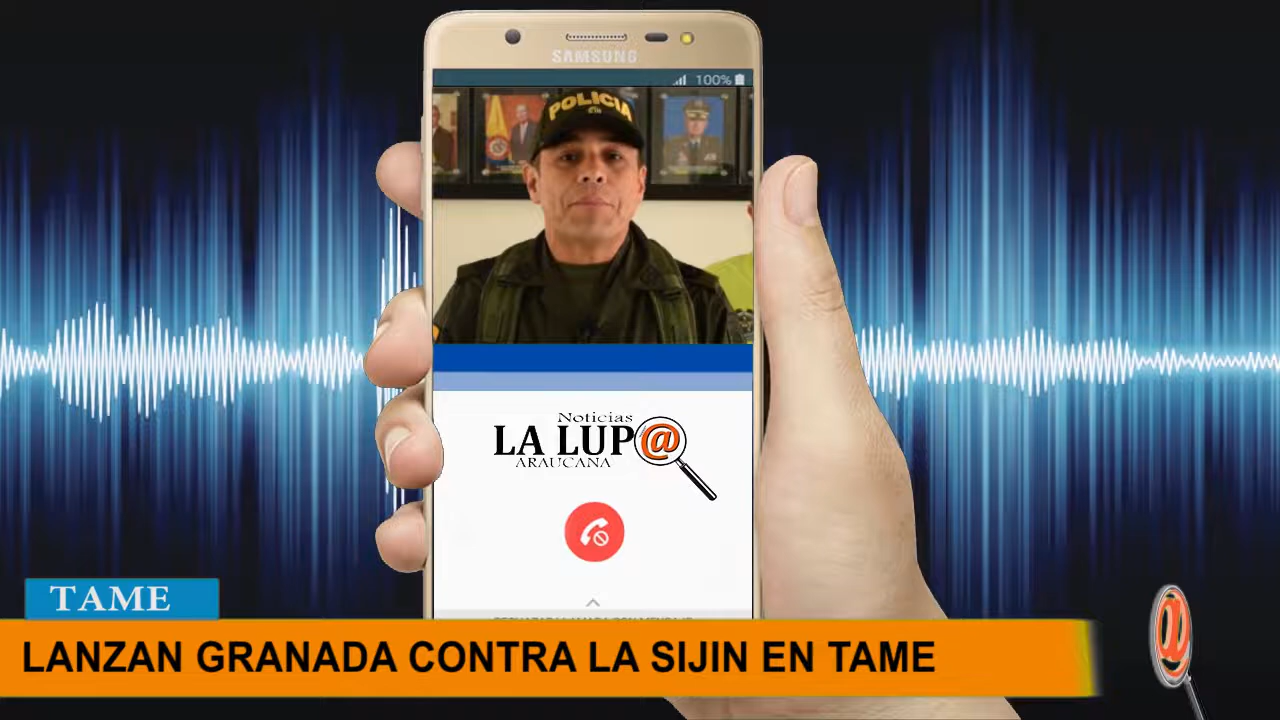 SAMSUNG
100%
POLICIA
Noticias
LA LUP@
ARAUCANA
TAME
LANZAN GRANADA CONTRA LA SIJIN EN TAME
@